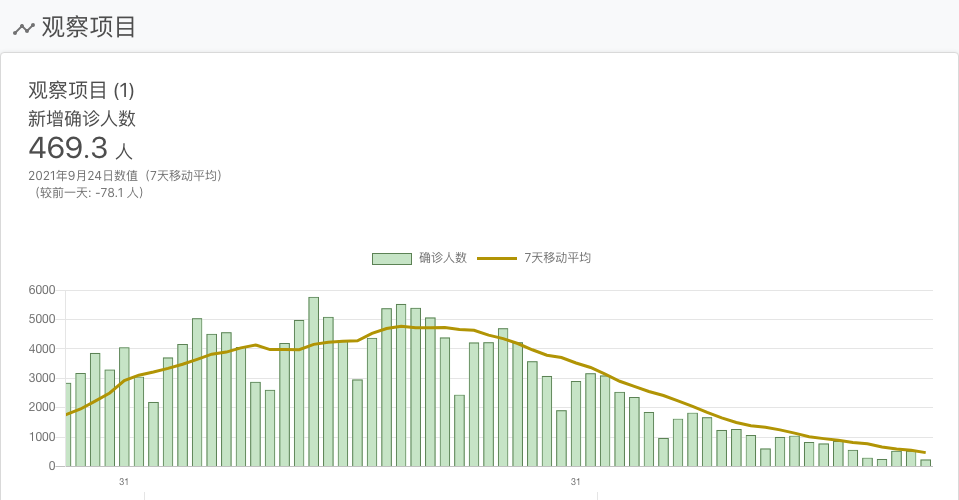 观察项目
观察项目 (1)
新增确诊人数
469.3 人
2021年9月24日数值（7天移动平均）
（较前一天: -78.1 人）
确诊人数 7天移动平均
6000
5000
4000
3000
2000
1000
0
31 31